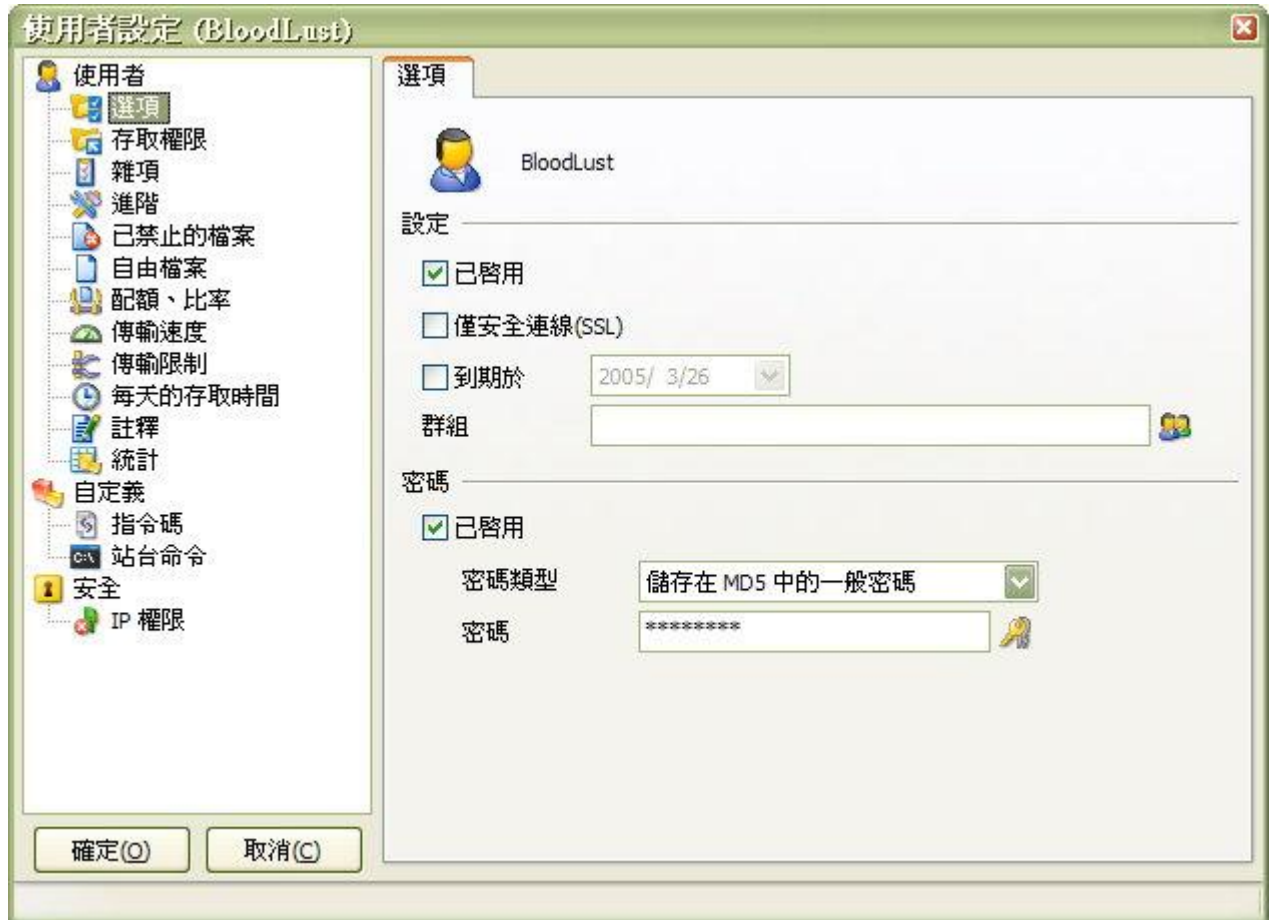 使用者設定 (BloodLust)
使用者
選項
存取權限
雜項
進階
已禁止的檔案
自由檔案
配額、比率
傳輸速度
傳輸限制
每天的存取時間
註釋
統計
自定義
指令碼
站台命令
安全
IP 權限
確定(O)
取消(C)
選項
BloodLust
設定
已啓用
僅安全連線(SSL)
到期於 2005/ 3/26
群組
密碼
已啓用
密碼類型 儲存在 MD5 中的一般密碼
密碼 ********